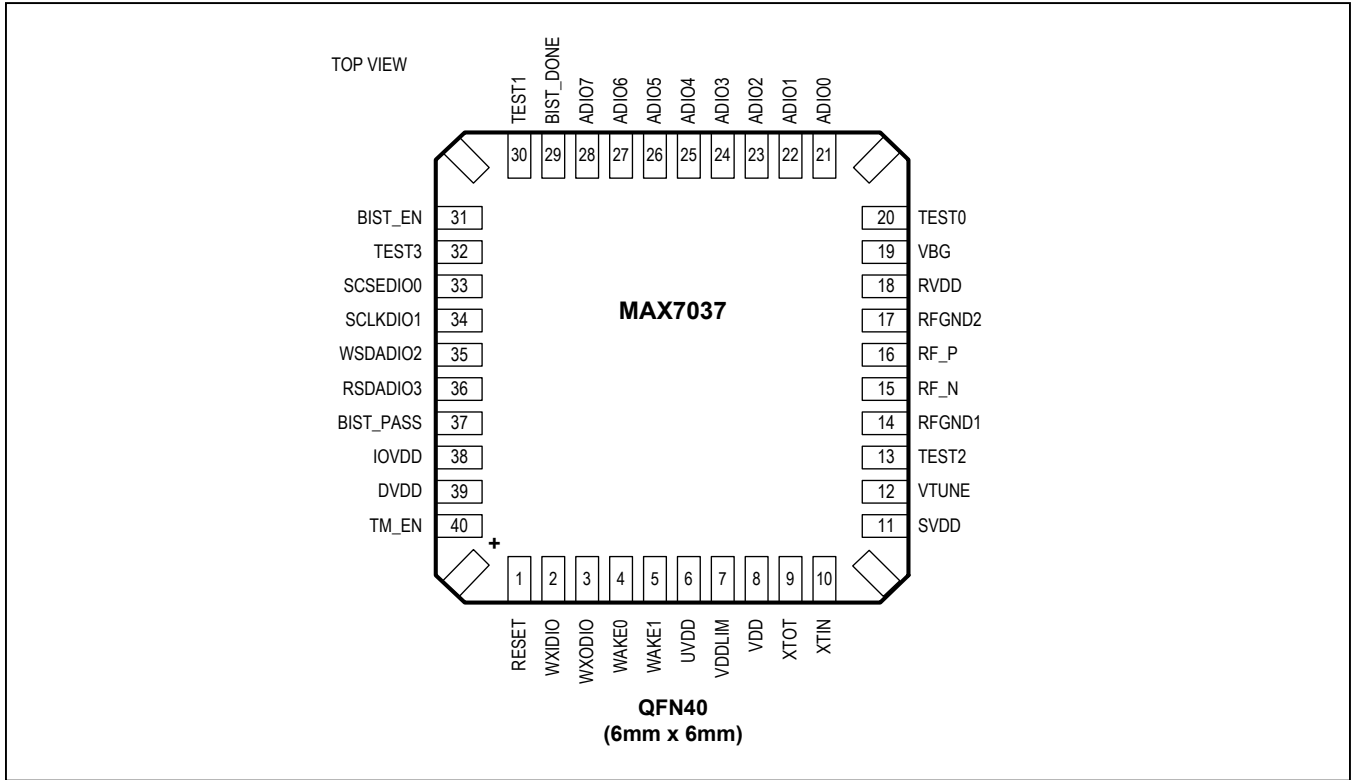 TOP VIEW
TEST1
BIST_DONE
ADIO7
ADIO6
ADIO5
ADIO4
ADIO3
ADIO2
ADIO1
ADIO0
30 29 28 27 26 25 24 23 22 21
BIST_EN 31
TEST3 32
SCSEDIO0 33
SCLKDIO1 34
WSDADIO2 35
RSDADIO3 36
BIST_PASS 37
IOVDD 38
DVDD 39
TM_EN 40
MAX7037
20 TEST0
19 VBG
18 RVDD
17 RFGND2
16 RF_P
15 RF_N
14 RFGND1
13 TEST2
12 VTUNE
11 SVDD
+
1 2 3 4 5 6 7 8 9 10
RESET
WXIDIO
WXODIO
WAKE0
WAKE1
UVDD
VDDLIM
VDD
XTOT
XTIN
QFN40
(6mm x 6mm)